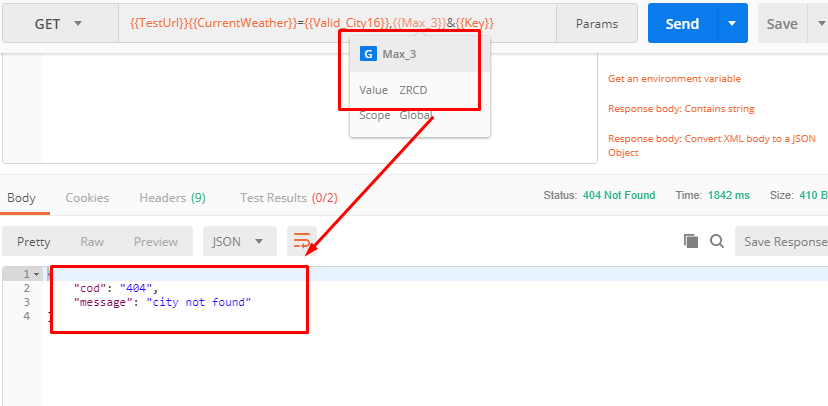 GET {{TestUrl}}{{CurrentWeather}}={{Valid_City16}},{{Max_3}}&{{Key}} Params Send Save
G Max_3
Value ZRCD
Scope Global
Get an environment variable
Response body: Contains string
Response body: Convert XML body to a JSON
Object
Body Cookies Headers (9) Test Results (0/2) Status: 404 Not Found Time: 1842 ms Size: 410 B
Pretty Raw Preview JSON Save Response
1
2 "cod": "404",
3 "message": "city not found"
4 }